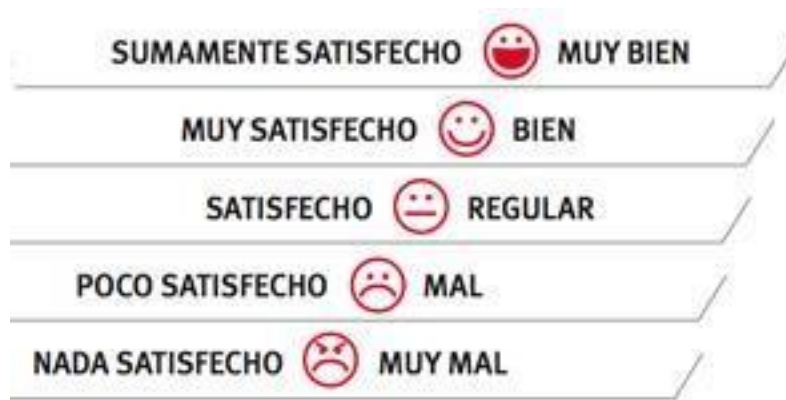 SUMAMENTE SATISFECHO MUY BIEN
MUY SATISFECHO BIEN
SATISFECHO REGULAR
POCO SATISFECHO MAL
NADA SATISFECHO MUY MAL